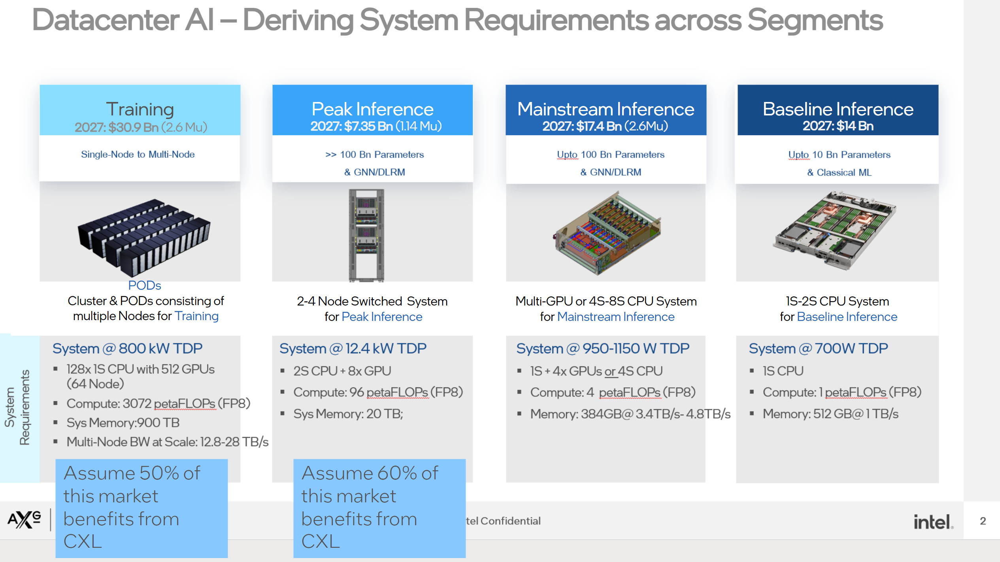 Datacenter AI – Deriving System Requirements across Segments
Training
2027: $30.9 Bn (2.6 Mu)
Single-Node to Multi-Node
PODs
Cluster & PODs consisting of
multiple Nodes for Training
Peak Inference
2027: $7.35 Bn (1.14 Mu)
>> 100 Bn Parameters
& GNN/DLRM
2-4 Node Switched System
for Peak Inference
Mainstream Inference
2027: $17.4 Bn (2.6Mu)
Upto 100 Bn Parameters
& GNN/DLRM
Multi-GPU or 4S-8S CPU System
for Mainstream Inference
Baseline Inference
2027: $14 Bn
Upto 10 Bn Parameters
& Classical ML
1S-2S CPU System
for Baseline Inference
System
Requirements
System @ 800 kW TDP
▪ 128x 1S CPU with 512 GPUs
(64 Node)
▪ Compute: 3072 petaFLOPs (FP8)
▪ Sys Memory:900 TB
▪ Multi-Node BW at Scale: 12.8-28 TB/s
Assume 50% of
this market
benefits from
CXL
System @ 12.4 kW TDP
▪ 2S CPU + 8x GPU
▪ Compute: 96 petaFLOPs (FP8)
▪ Sys Memory: 20 TB;
Assume 60% of
this market
benefits from
CXL
System @ 950-1150 W TDP
▪ 1S + 4x GPUs or 4S CPU
▪ Compute: 4 petaFLOPs (FP8)
▪ Memory: 384GB@ 3.4TB/s- 4.8TB/s
System @ 700W TDP
▪ 1S CPU
▪ Compute: 1 petaFLOPs (FP8)
▪ Memory: 512 GB@ 1 TB/s
AXG
tel Confidential
intel.
2